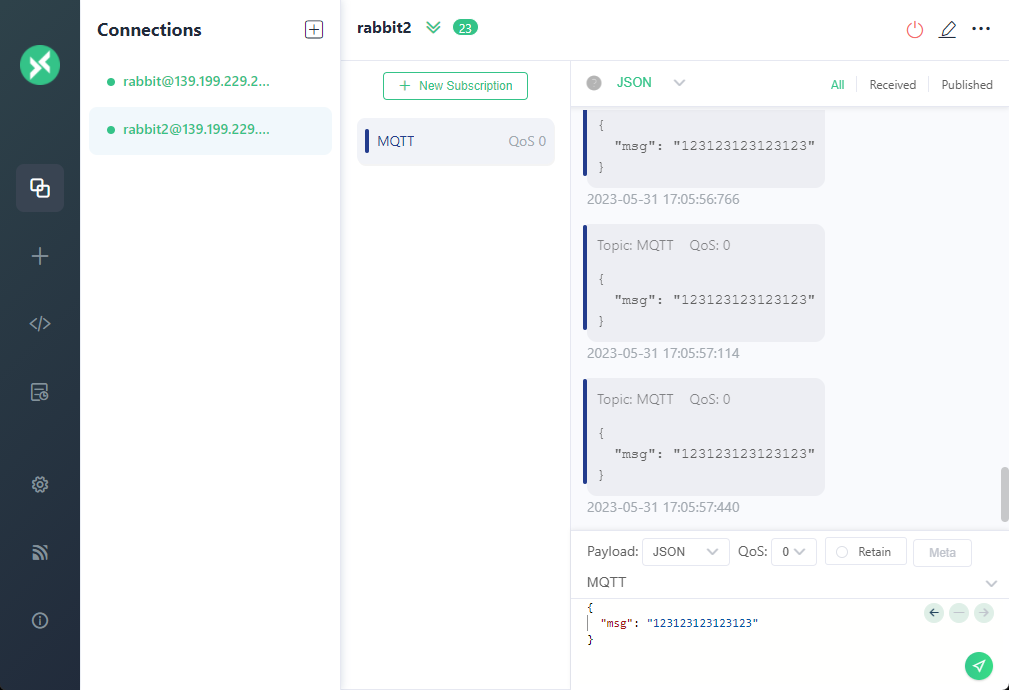 Connections
rabbit@139.199.229.2...
rabbit2@139.199.229....
rabbit2 23
New Subscription
MQTT QoS 0
JSON All Received Published
{
"msg": "123123123123123"
}
2023-05-31 17:05:56:766
Topic: MQTT QoS: 0
{
"msg": "123123123123123"
}
2023-05-31 17:05:57:114
Topic: MQTT QoS: 0
{
"msg": "123123123123123"
}
2023-05-31 17:05:57:440
Payload: JSON QoS: 0 Retain Meta
MQTT
{
"msg": "123123123123123"
}